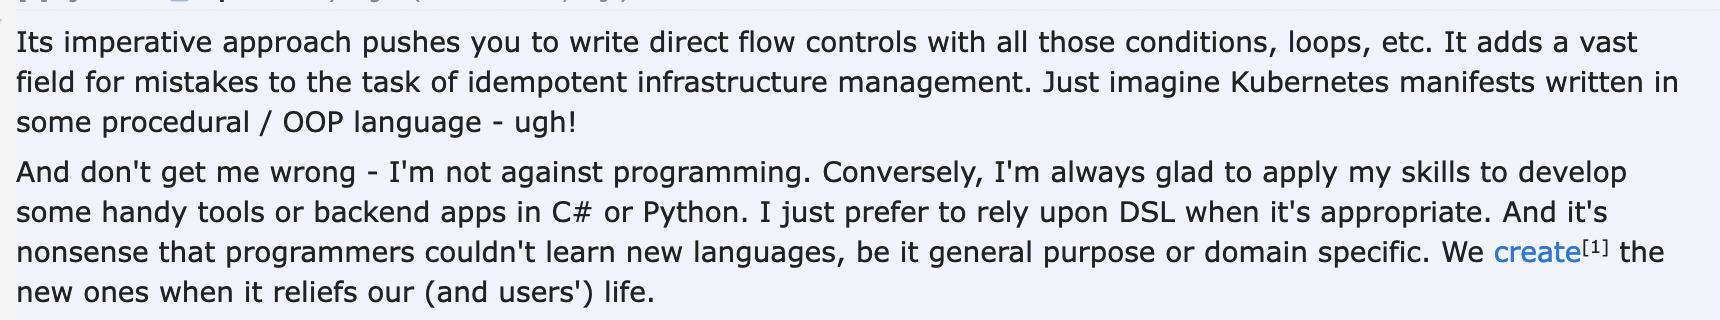 Its imperative approach pushes you to write direct flow controls with all those conditions, loops, etc. It adds a vast
field for mistakes to the task of idempotent infrastructure management. Just imagine Kubernetes manifests written in
some procedural / OOP language - ugh!
And don't get me wrong - I'm not against programming. Conversely, I'm always glad to apply my skills to develop
some handy tools or backend apps in C# or Python. I just prefer to rely upon DSL when it's appropriate. And it's
nonsense that programmers couldn't learn new languages, be it general purpose or domain specific. We create[1] the
new ones when it reliefs our (and users') life.